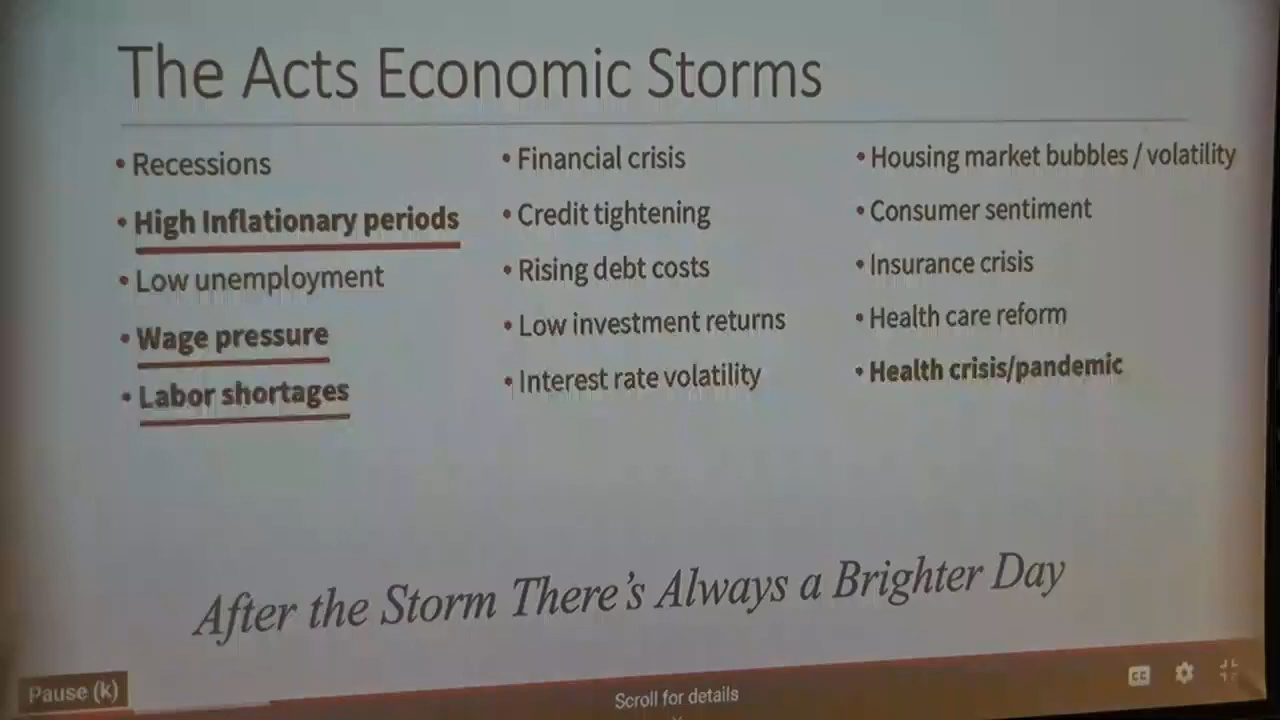 The Acts Economic Storms
• Recessions
• High Inflationary periods
• Low unemployment
• Wage pressure
• Labor shortages
• Financial crisis
• Credit tightening
• Rising debt costs
• Low investment returns
• Interest rate volatility
• Housing market bubbles / volatility
• Consumer sentiment
• Insurance crisis
• Health care reform
• Health crisis/pandemic
After the Storm There's Always a Brighter Day
Pause (k)
Scroll for details
CC